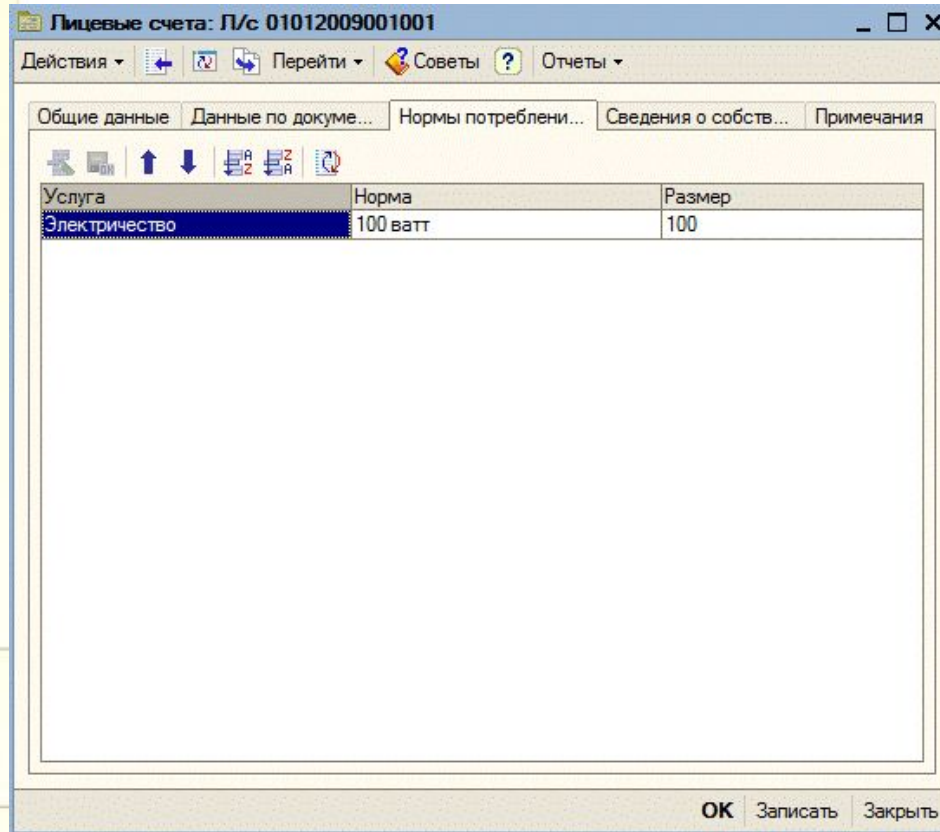 Лицевые счета: Л/с 01012009001001
Действия Перейти Советы ? Отчеты
Общие данные Данные по докуме... Нормы потреблени... Сведения о собств... Примечания
Услуга Норма Размер
Электричество 100 ватт 100
OK Записать Закрыть